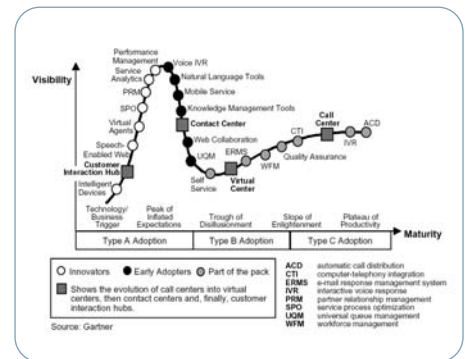 Visibility
Performance
Management
Service
Analytics
PRM
SPO
Virtual
Agents
Speech-
Enabled Web
Customer
Interaction Hub
Intelligent
Devices
Voice IVR
Natural Language Tools
Mobile Service
Knowledge Management Tools
Contact Center
Web Collaboration
UQM
ERMS
Self
Service
Virtual
Center
WFM
CTI
Quality Assurance
Call
Center
IVR
ACD
Technology/
Business
Trigger
Peak of
Inflated
Expectations
Trough of
Disillusionment
Slope of
Enlightenment
Plateau of
Productivity
Maturity
Type A Adoption
Type B Adoption
Type C Adoption
Innovators
Early Adopters
Part of the pack
Shows the evolution of call centers into virtual
centers, then contact centers and, finally, customer
interaction hubs.
Source: Gartner
ACD automatic call distribution
CTI computer-telephony integration
ERMS e-mail response management system
IVR interactive voice response
PRM partner relationship management
SPO service process optimization
UQM universal queue management
WFM workforce management